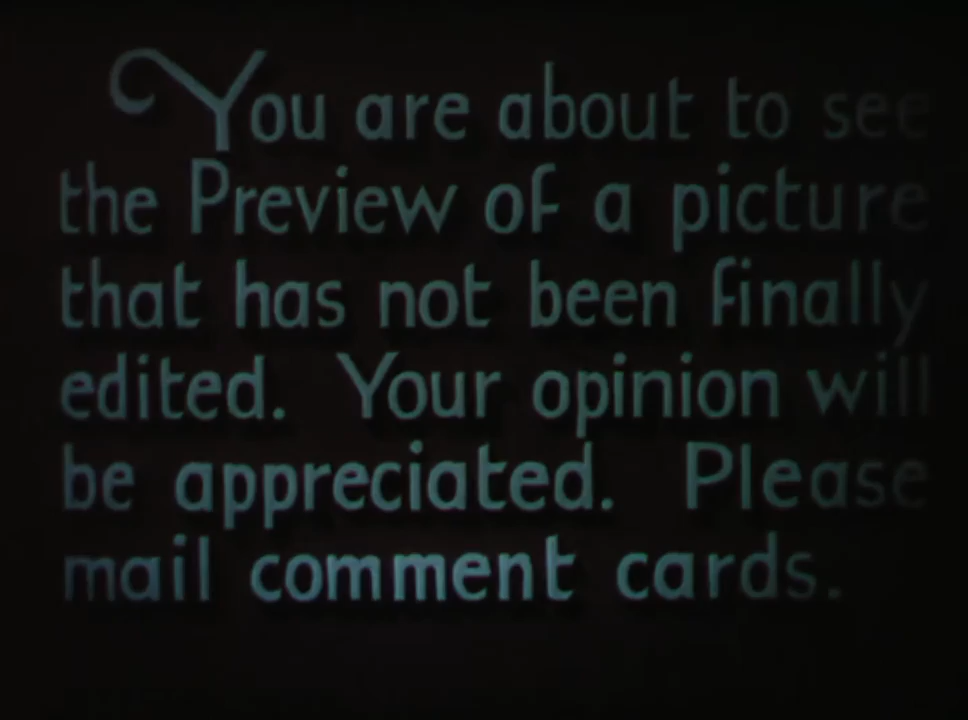 You are about to see
the Preview of a picture
that has not been finally
edited. Your opinion will
be appreciated. Please
mail comment cards.